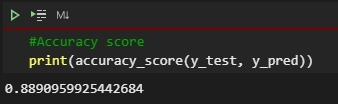 M↓
#Accuracy score
print(accuracy_score(y_test, y_pred))
0.8890959925442684